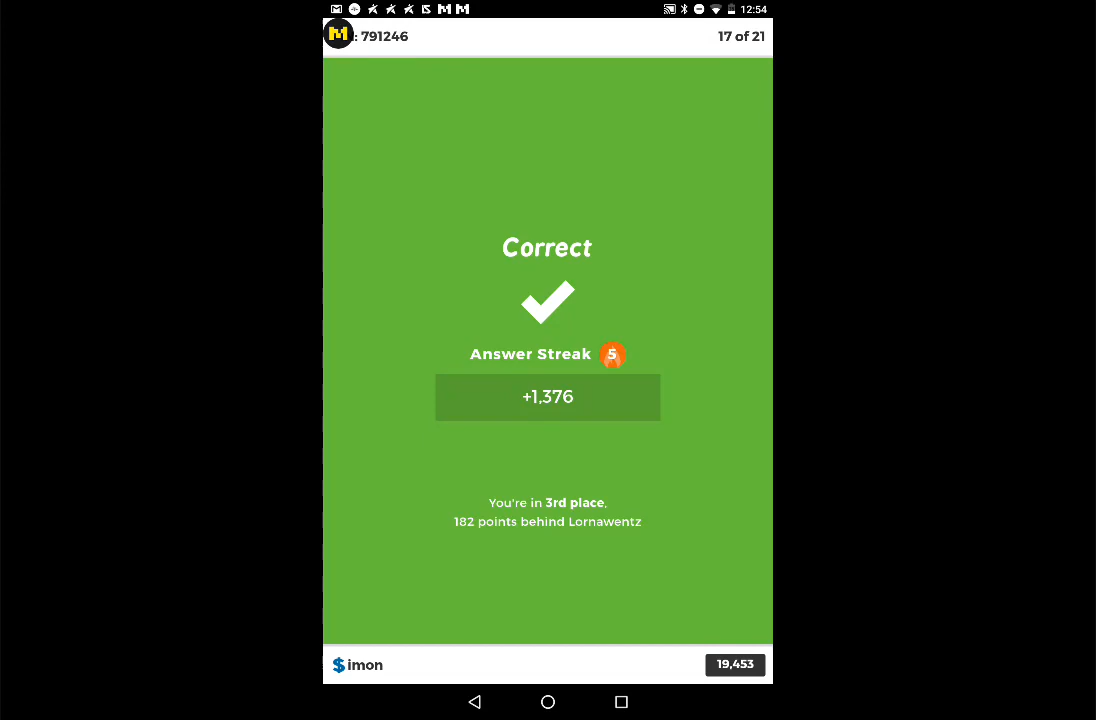 12:54
: 791246
17 of 21
Correct
Answer Streak 5
+1,376
You're in 3rd place,
182 points behind Lornawentz
$imon
19,453